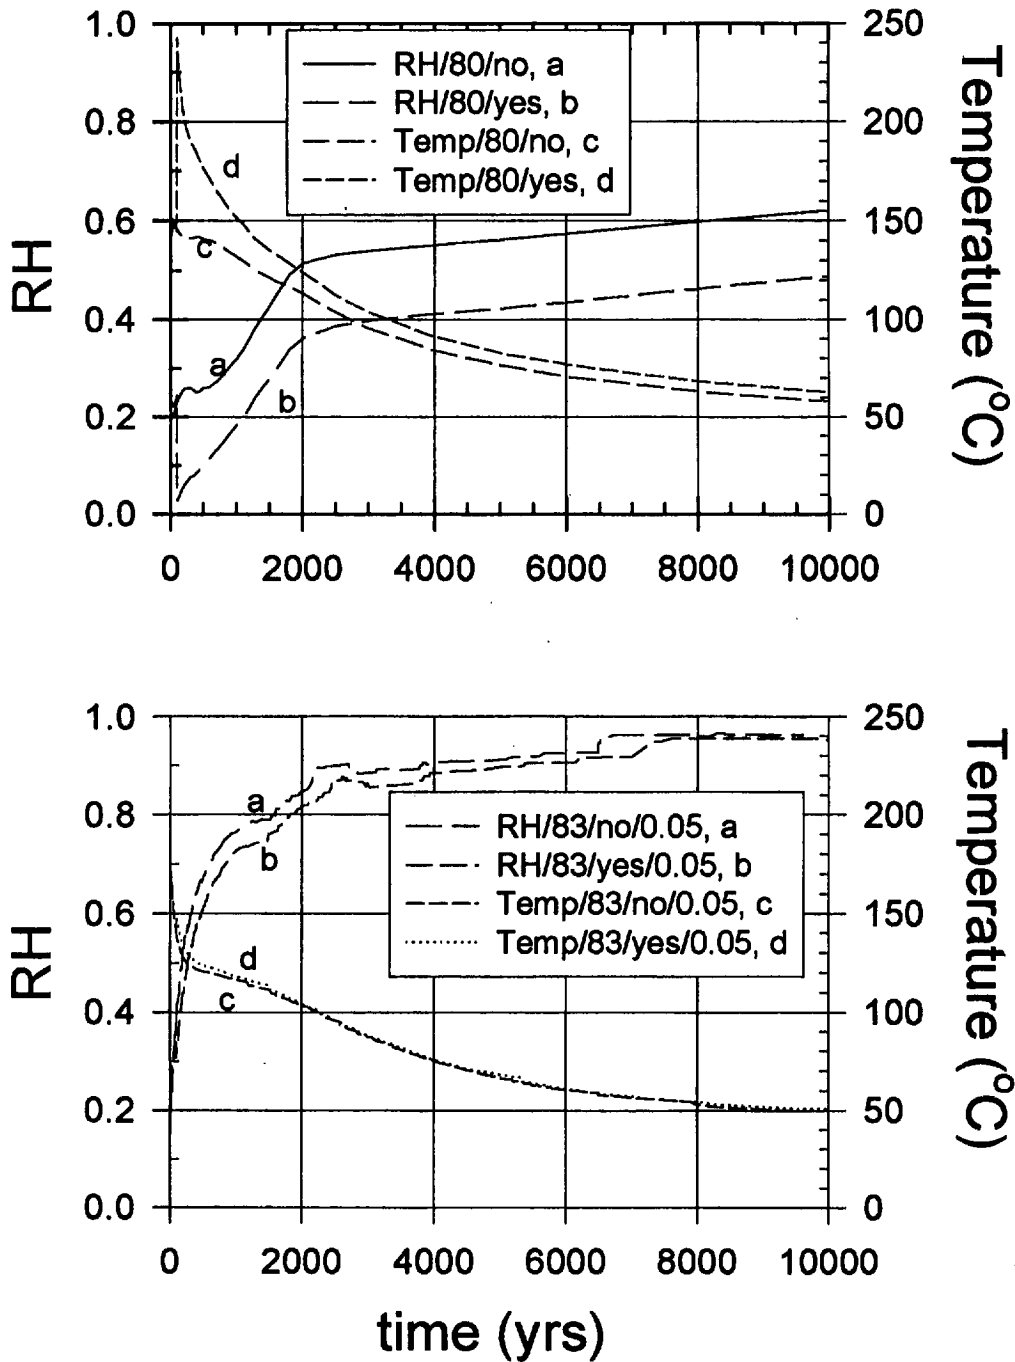 1.0
0.8
0.6
0.4
0.2
0.0
RH
250
200
150
100
50
0
Temperature (°C)
RH/80/no, a
RH/80/yes, b
Temp/80/no, c
Temp/80/yes, d
d
c
a
b
0 2000 4000 6000 8000 10000
1.0
0.8
0.6
0.4
0.2
0.0
RH
250
200
150
100
50
0
Temperature (°C)
RH/83/no/0.05, a
RH/83/yes/0.05, b
Temp/83/no/0.05, c
Temp/83/yes/0.05, d
a
b
d
c
0 2000 4000 6000 8000 10000
time (yrs)